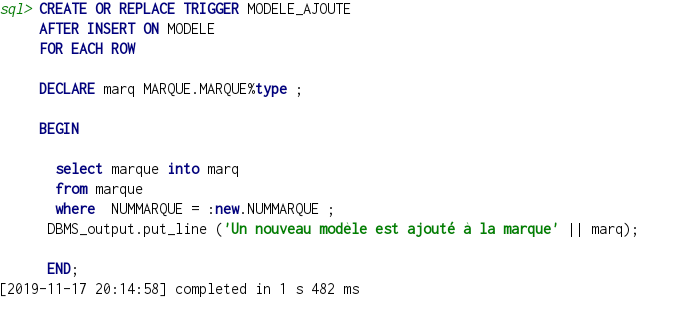 sql> CREATE OR REPLACE TRIGGER MODELE_AJOUTE
AFTER INSERT ON MODELE
FOR EACH ROW
DECLARE marq MARQUE.MARQUE%type ;
BEGIN
select marque into marq
from marque
where NUMMARQUE = :new.NUMMARQUE ;
DBMS_output.put_line ('Un nouveau modèle est ajouté à la marque' || marq);
END;
[2019-11-17 20:14:58] completed in 1 s 482 ms